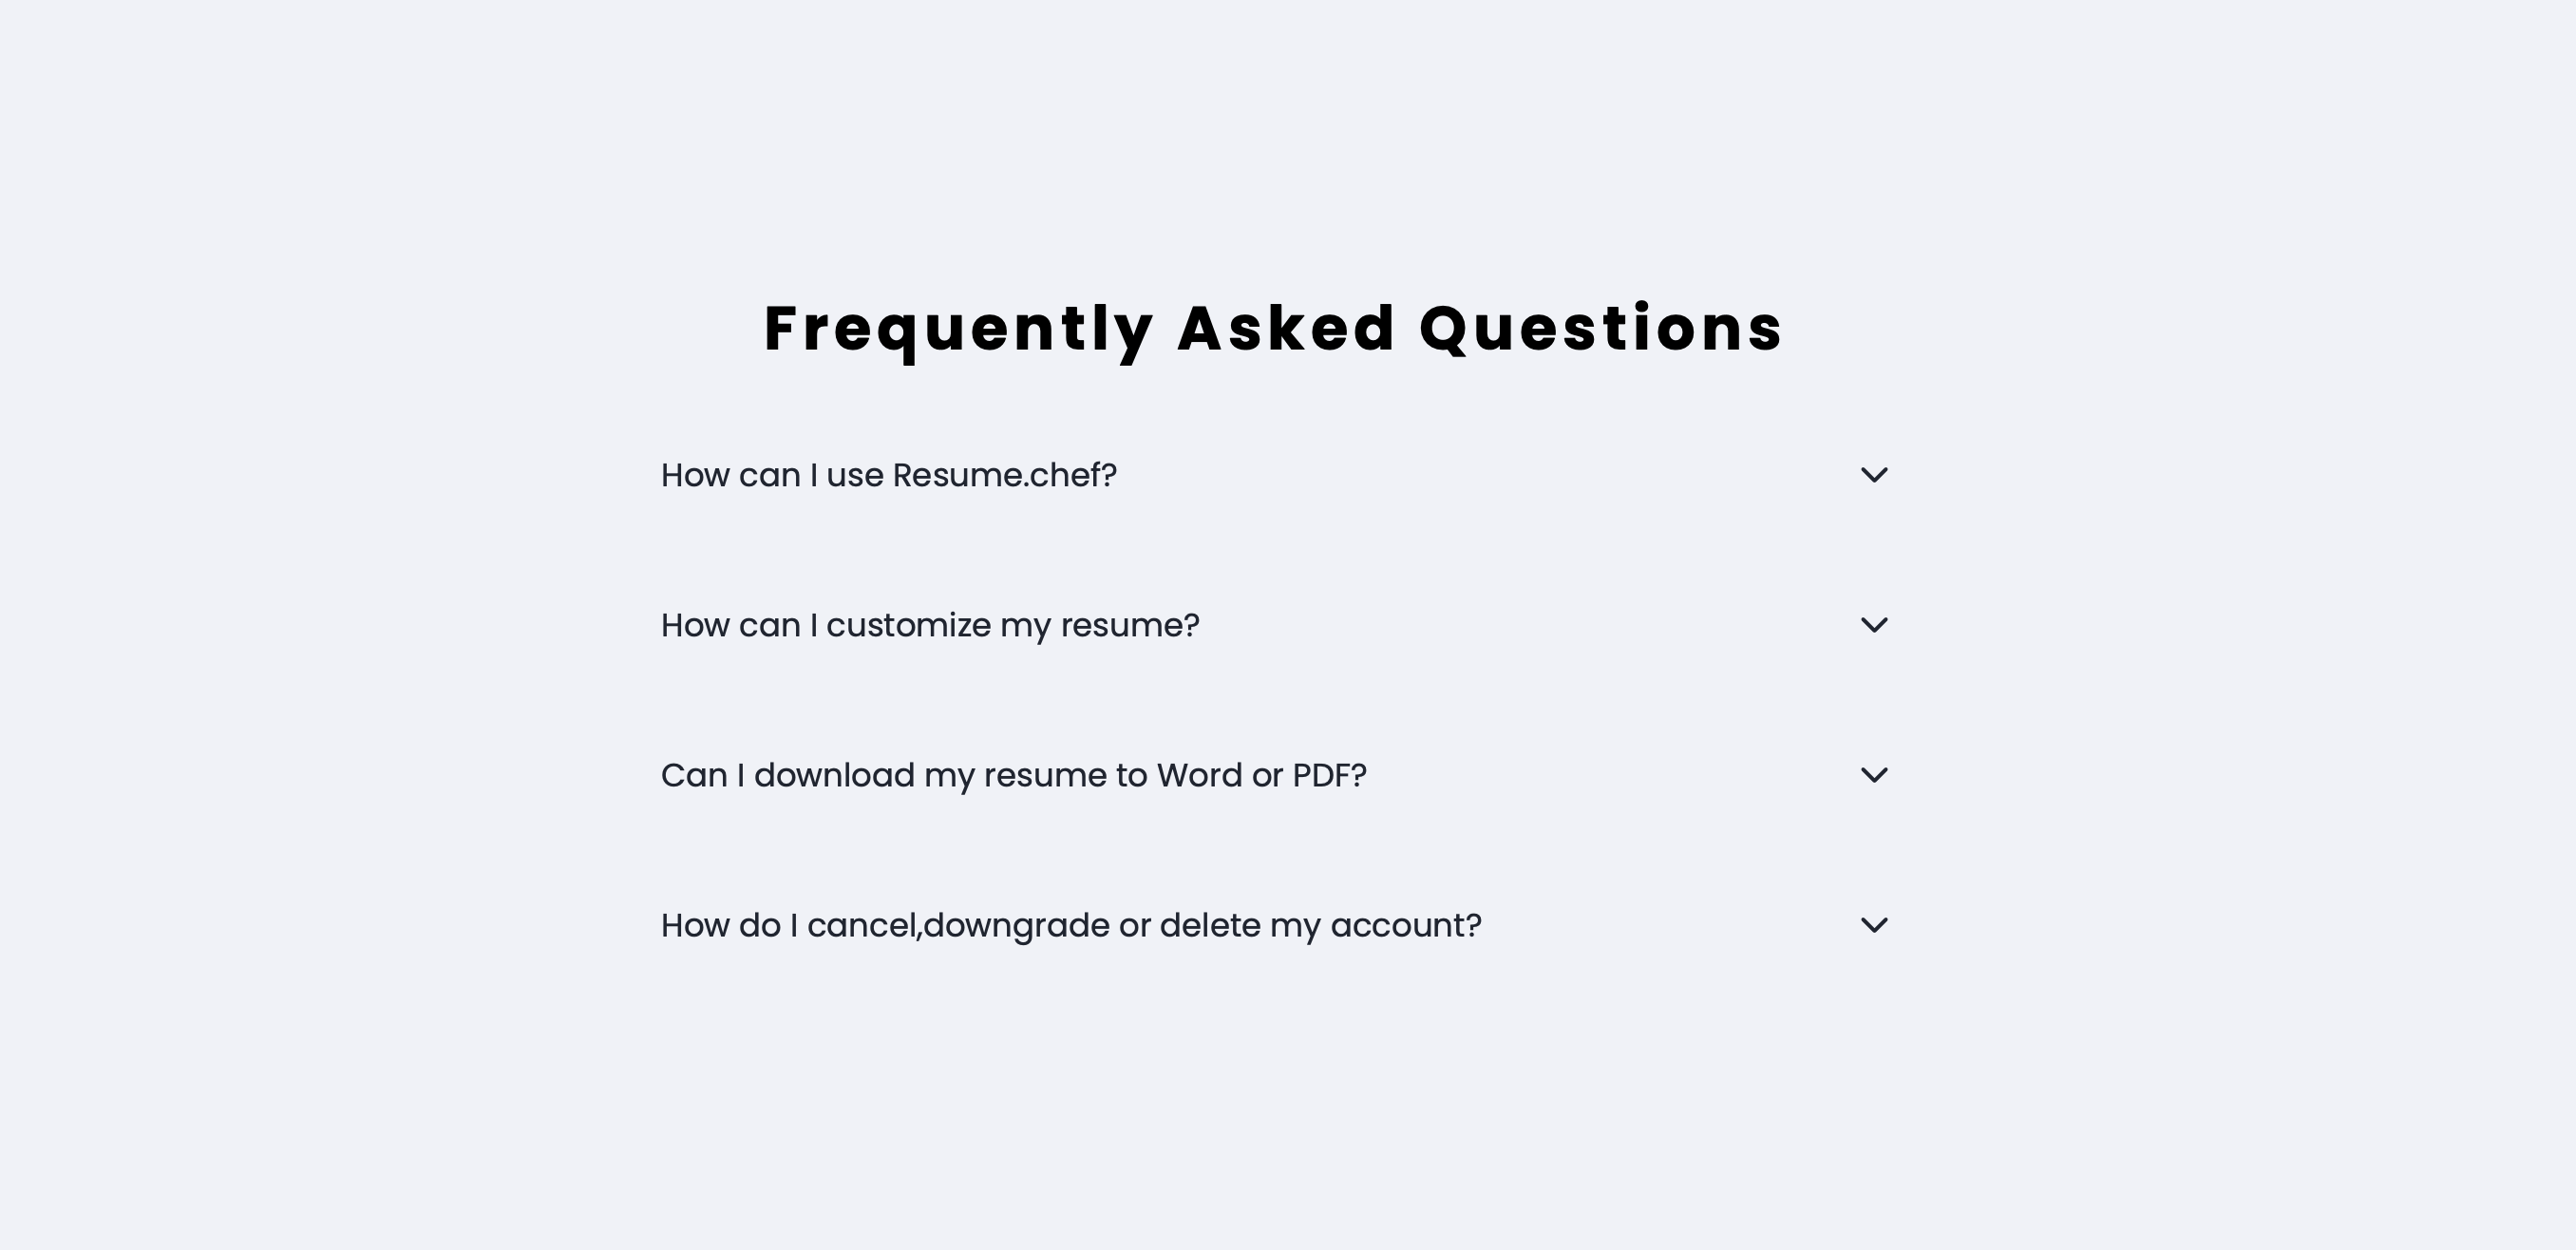 Frequently Asked Questions
How can I use Resume.chef?
How can I customize my resume?
Can I download my resume to Word or PDF?
How do I cancel,downgrade or delete my account?